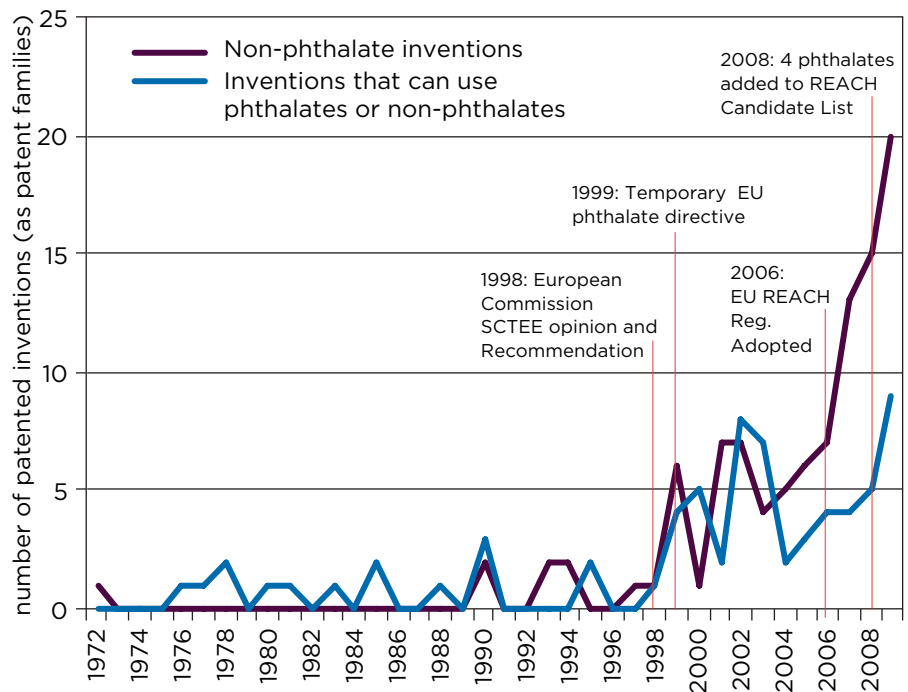 number of patented inventions (as patent families)
25
20
15
10
5
0
Non-phthalate inventions
Inventions that can use
phthalates or non-phthalates
2008: 4 phthalates
added to REACH
Candidate List
1999: Temporary EU
phthalate directive
1998: European
Commission
SCTEE opinion and
Recommendation
2006:
EU REACH
Reg.
Adopted
1972
1974
1976
1978
1980
1982
1984
1986
1988
1990
1992
1994
1996
1998
2000
2002
2004
2006
2008